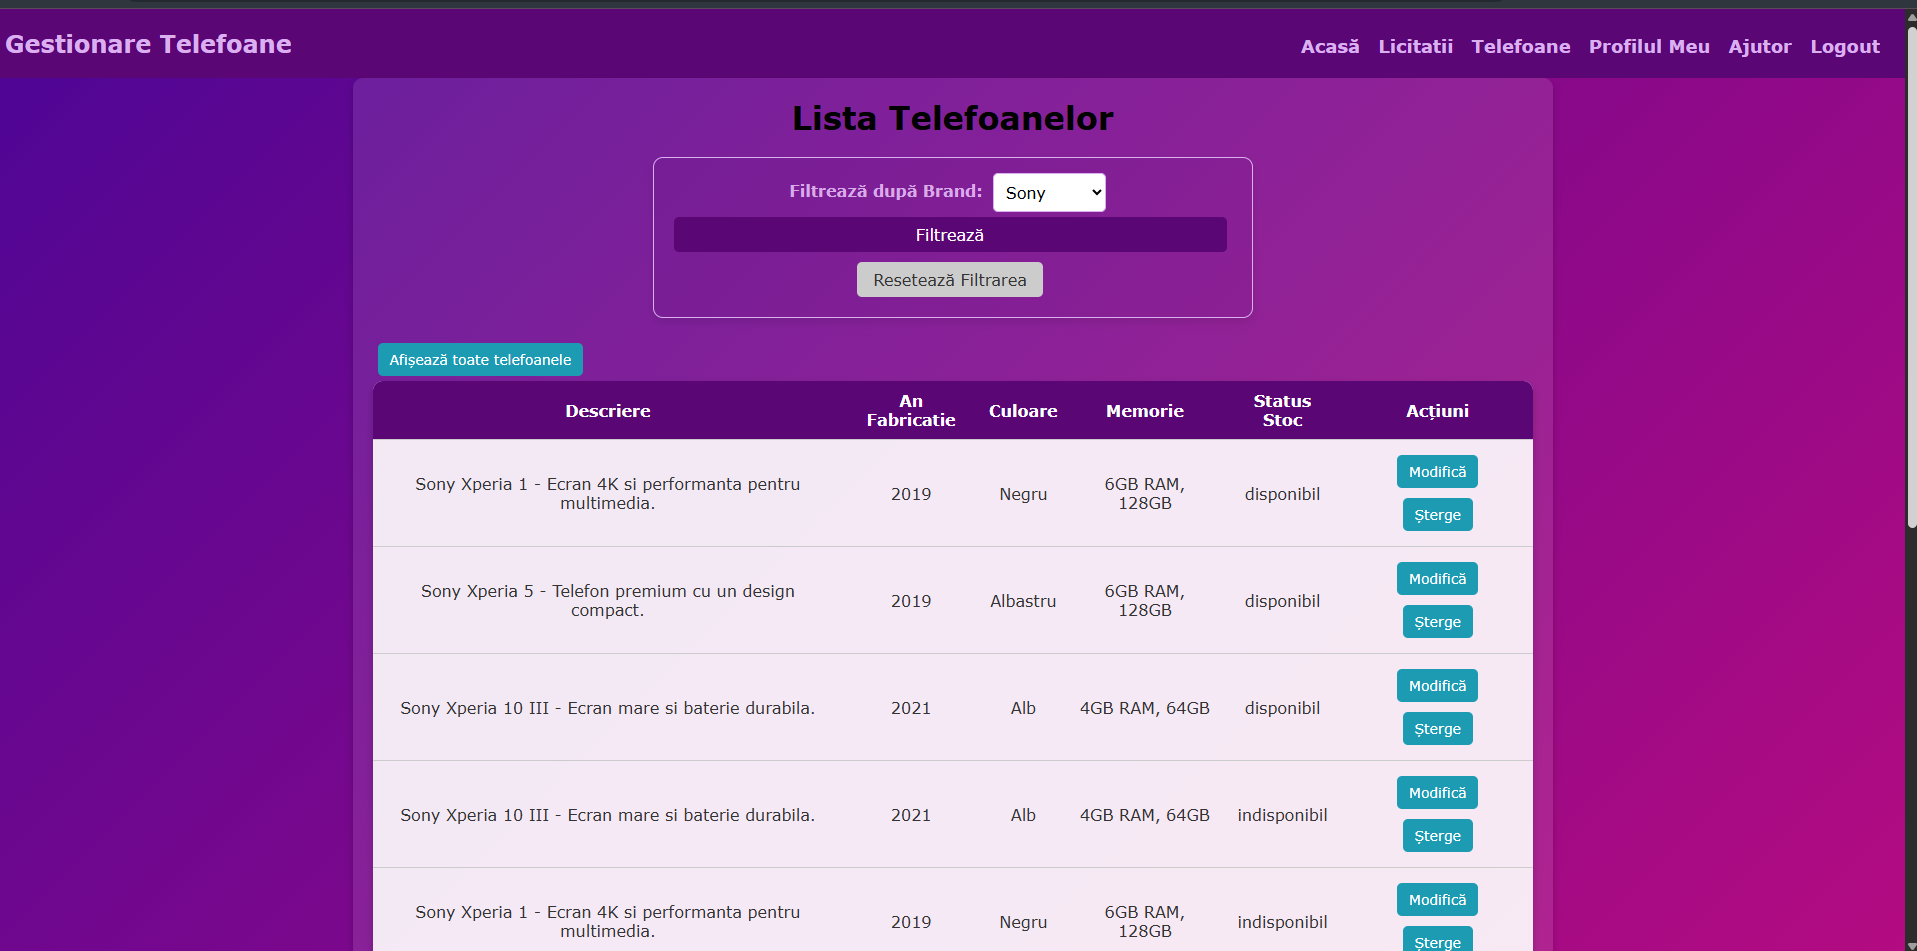 Gestionare Telefoane
Acasă Licitatii Telefoane Profilul Meu Ajutor Logout
Lista Telefoanelor
Filtrează după Brand: Sony
Filtrează
Resetează Filtrarea
Afișează toate telefoanele
Descriere An Fabricatie Culoare Memorie Status Stoc Acțiuni
Sony Xperia 1 - Ecran 4K si performanta pentru
multimedia.
2019
Negru
6GB RAM,
128GB
disponibil
Modifică
Șterge
Sony Xperia 5 - Telefon premium cu un design
compact.
2019
Albastru
6GB RAM,
128GB
disponibil
Modifică
Șterge
Sony Xperia 10 III - Ecran mare si baterie durabila.
2021
Alb
4GB RAM, 64GB
disponibil
Modifică
Șterge
Sony Xperia 10 III - Ecran mare si baterie durabila.
2021
Alb
4GB RAM, 64GB
indisponibil
Modifică
Șterge
Sony Xperia 1 - Ecran 4K si performanta pentru
multimedia.
2019
Negru
6GB RAM,
128GB
indisponibil
Modifică
Șterge